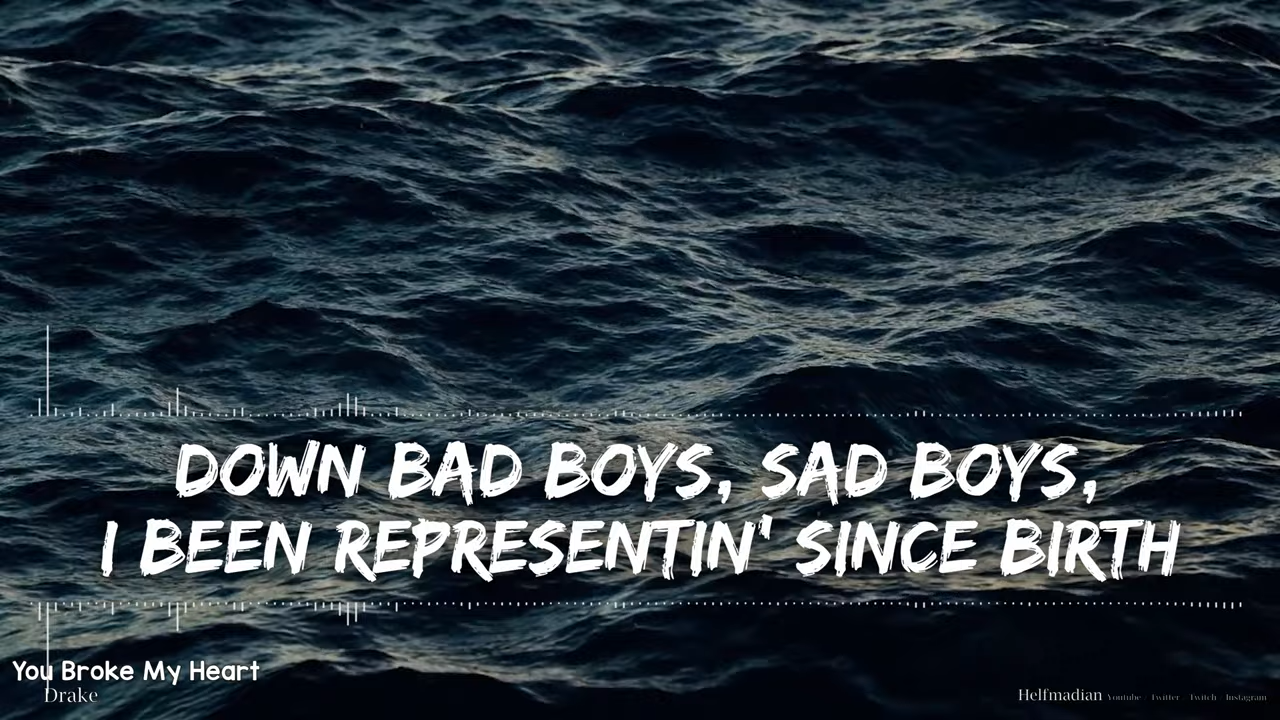 DOWN BAD BOYS, SAD BOYS,
I BEEN REPRESENTIN' SINCE BIRTH
You Broke My Heart
Drake
Helfmadian Youtube Twitter Twitch Instagram